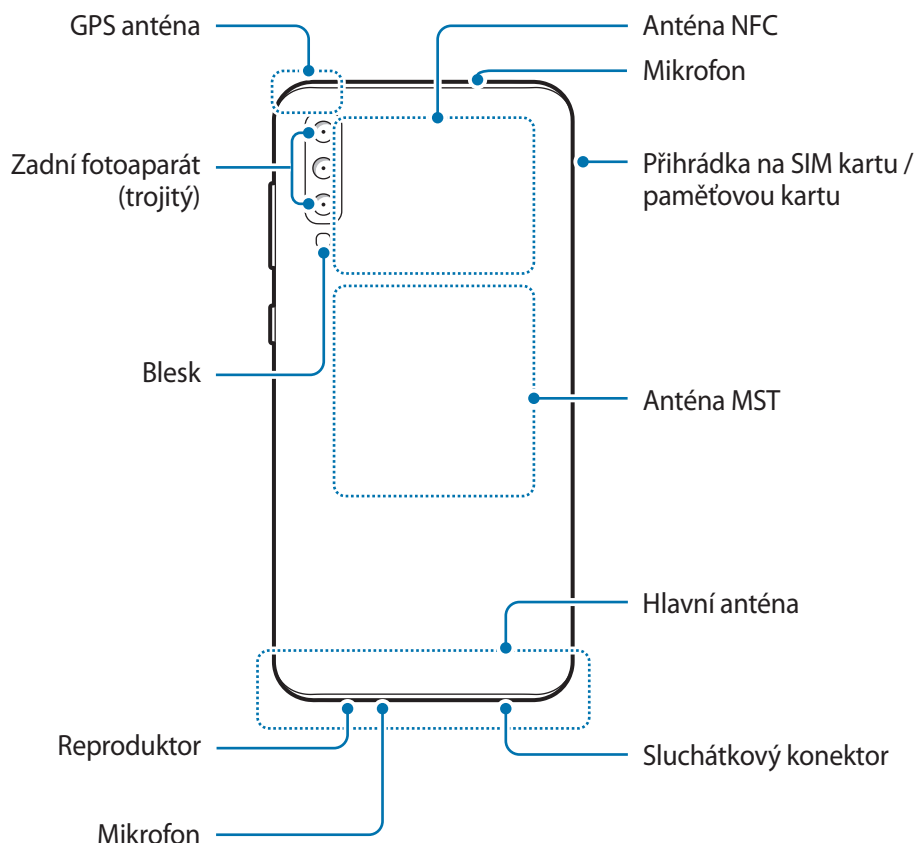 GPS anténa
Anténa NFC
Mikrofon
Zadní fotoaparát
(trojitý)
Přihrádka na SIM kartu /
paměťovou kartu
Blesk
Anténa MST
Hlavní anténa
Reproduktor
Sluchátkový konektor
Mikrofon